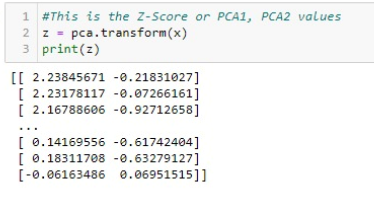 1 #This is the Z-Score or PCA1, PCA2 values
2 z = pca.transform(x)
3 print(z)
[[ 2.23845671 -0.21831027]
[ 2.23178117 -0.07266161]
[ 2.16788606 -0.92712658]
...
[ 0.14169556 -0.61742404]
[ 0.18311708 -0.63279127]
[-0.06163486 0.06951515]]